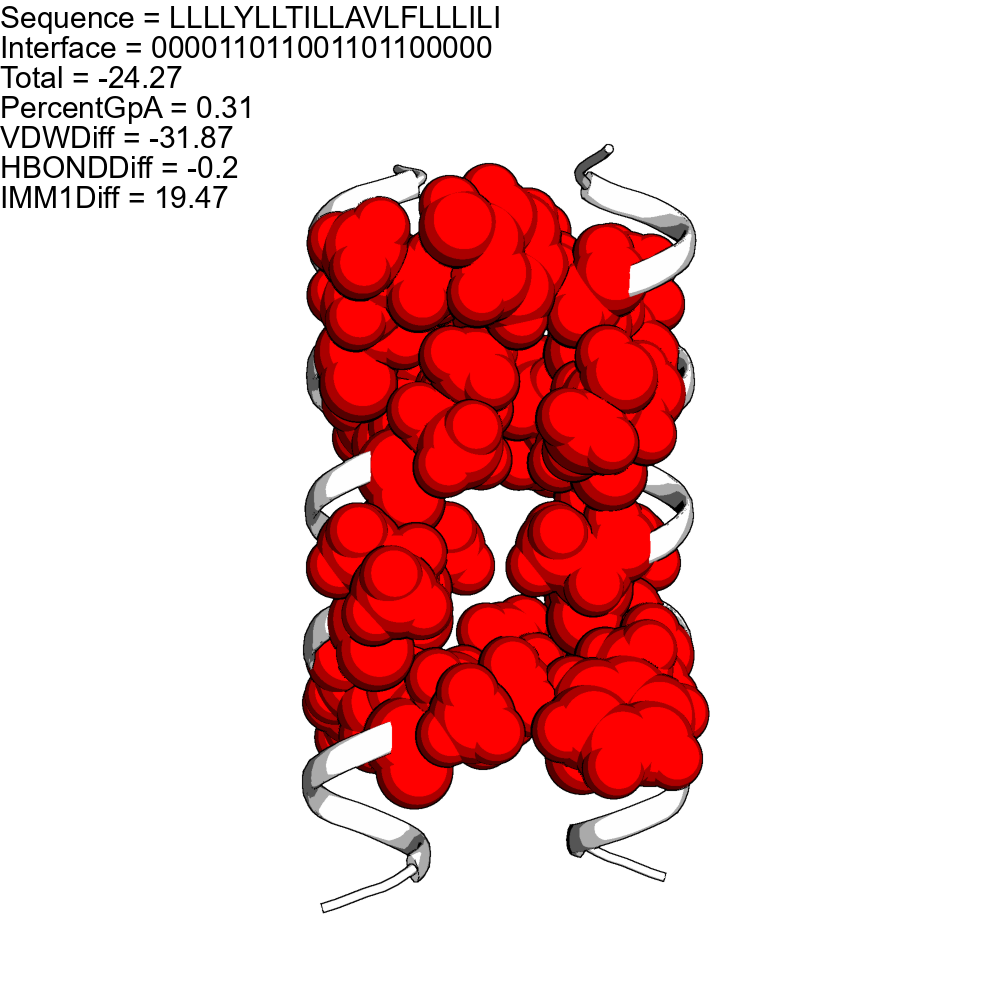 Sequence = LLLLYLLTILLAVLFLLLILI
Interface = 000011011001101100000
Total = -24.27
PercentGpA = 0.31
VDWDiff = -31.87
HBONDDiff = -0.2
IMM1Diff = 19.47